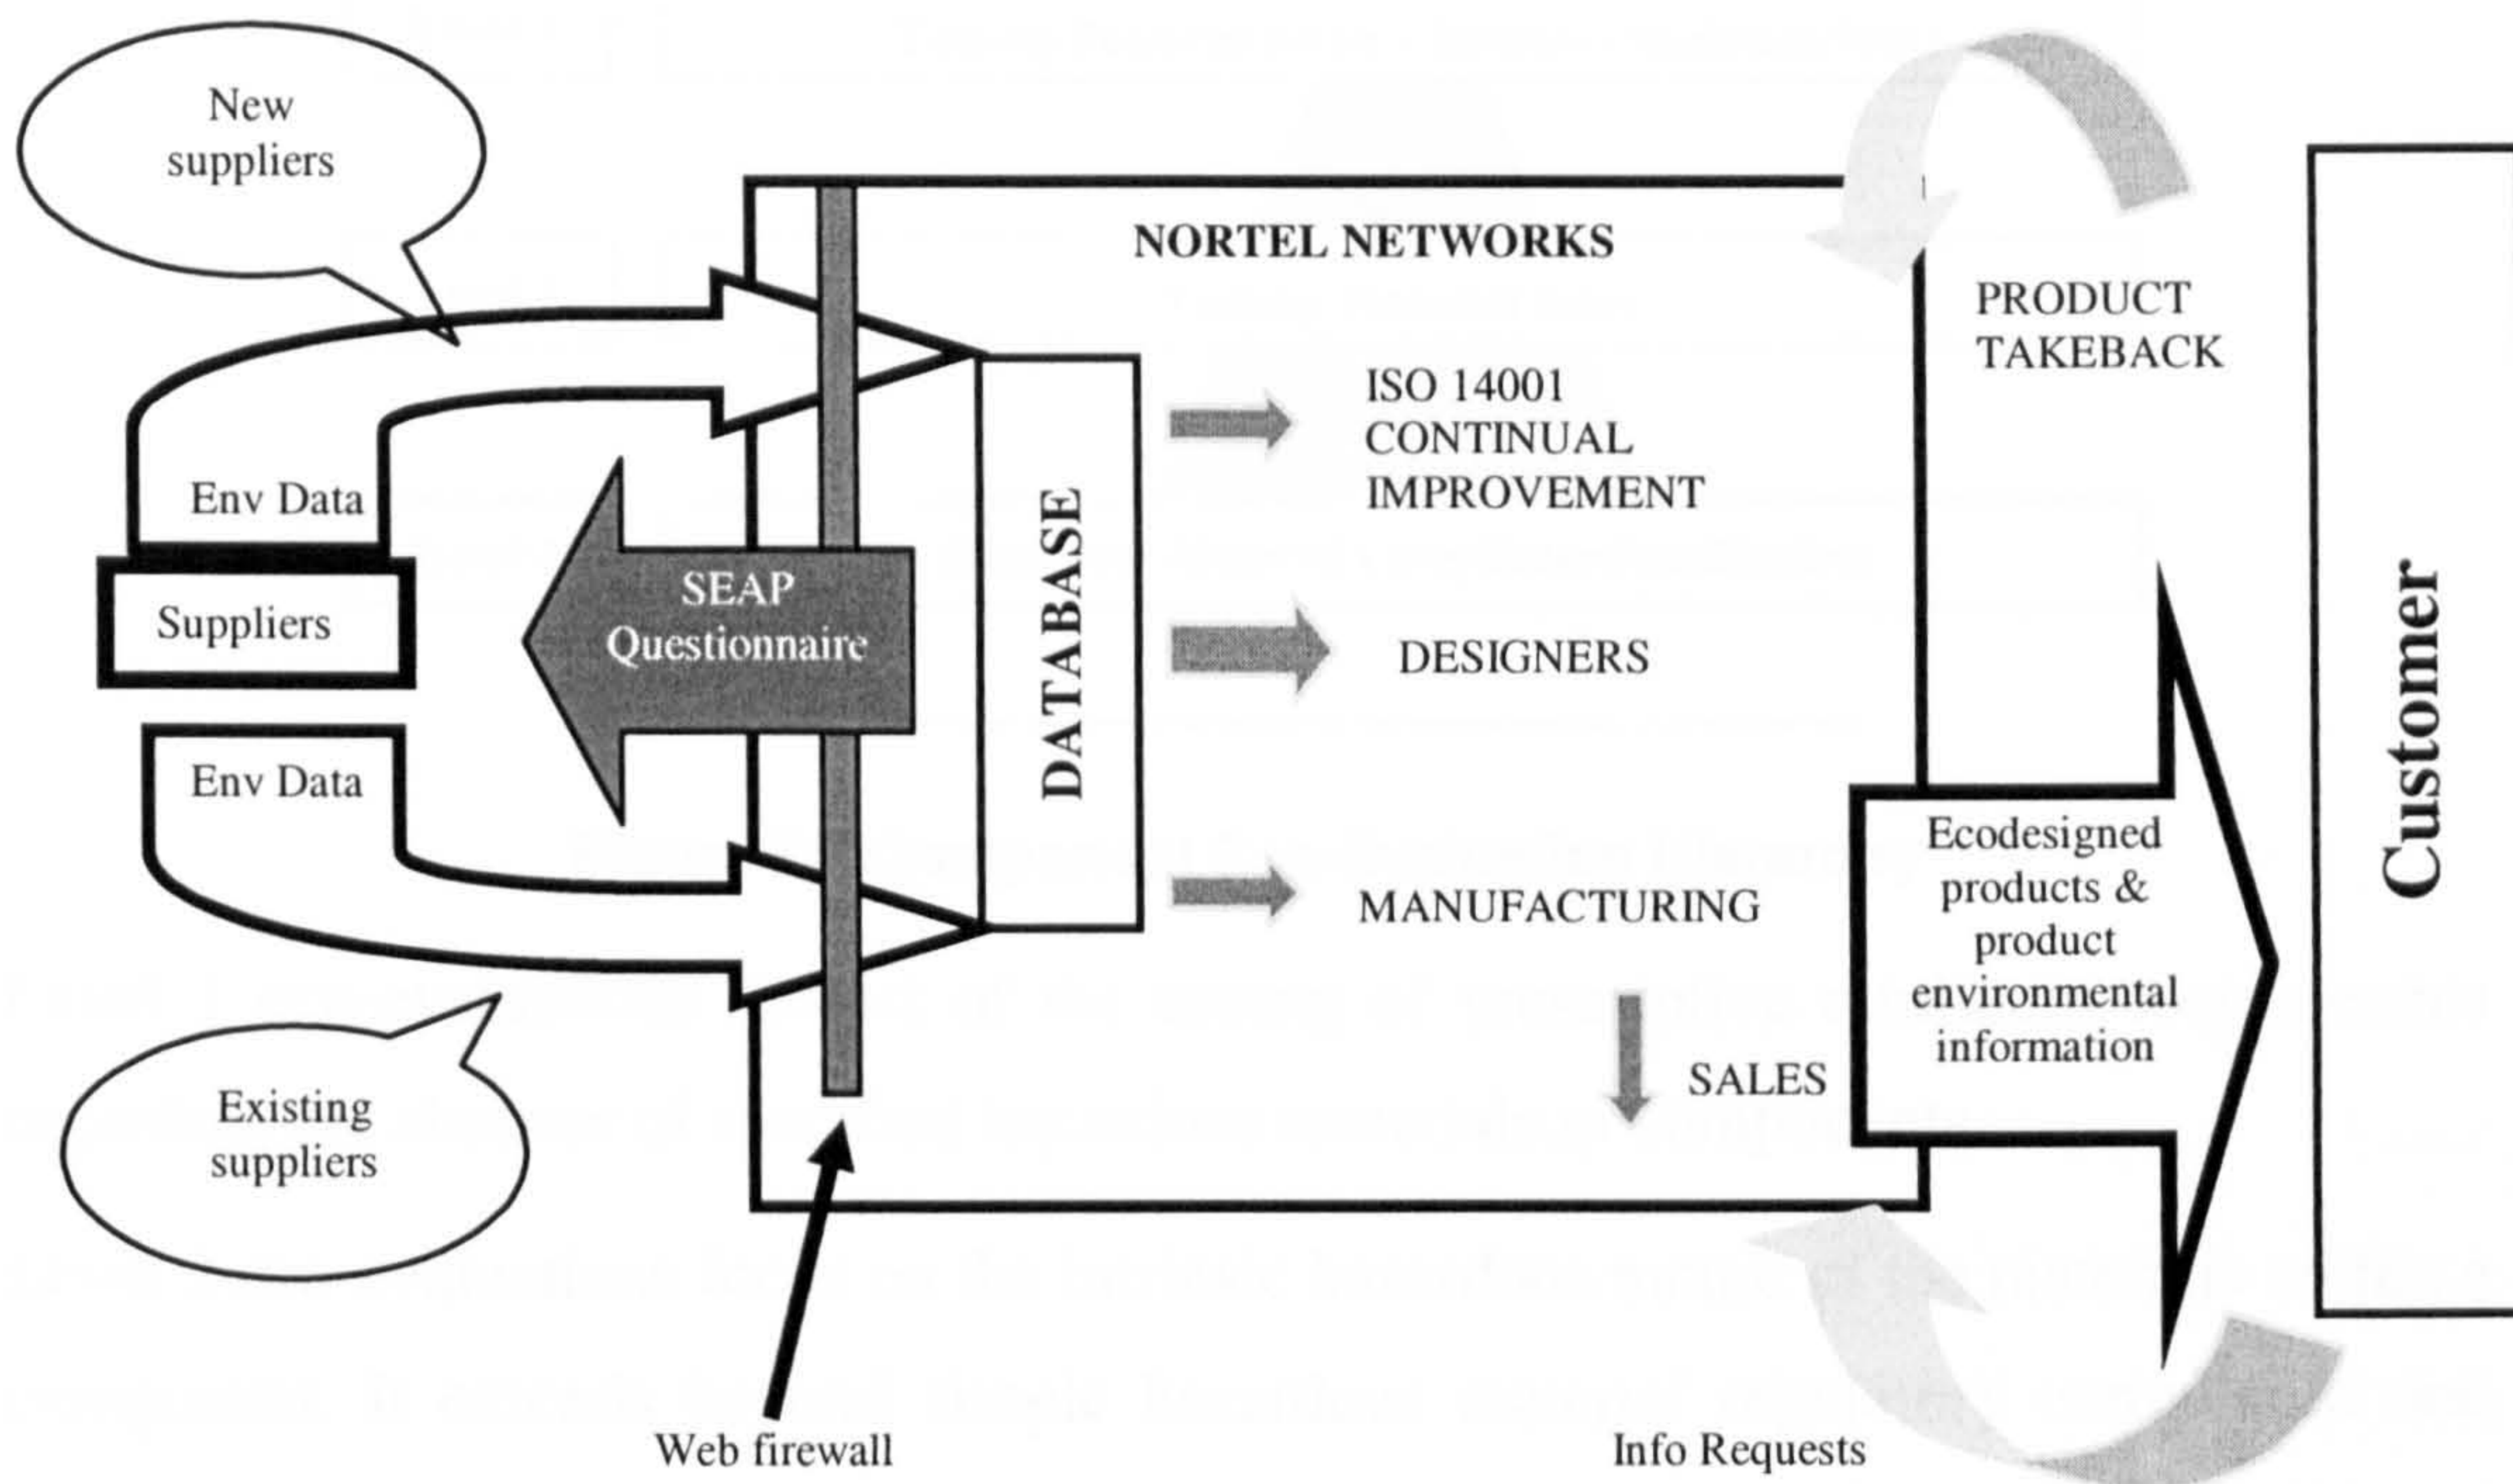 New
suppliers
NORTEL NETWORKS
PRODUCT
TAKEBACK
ISO 14001
CONTINUAL
IMPROVEMENT
Env Data
SEAP
Questionnaire
Suppliers
DATABASE
DESIGNERS
Customer
Env Data
MANUFACTURING
Ecodesigned
products &
product
environmental
information
SALES
Existing
suppliers
Web firewall
Info Requests